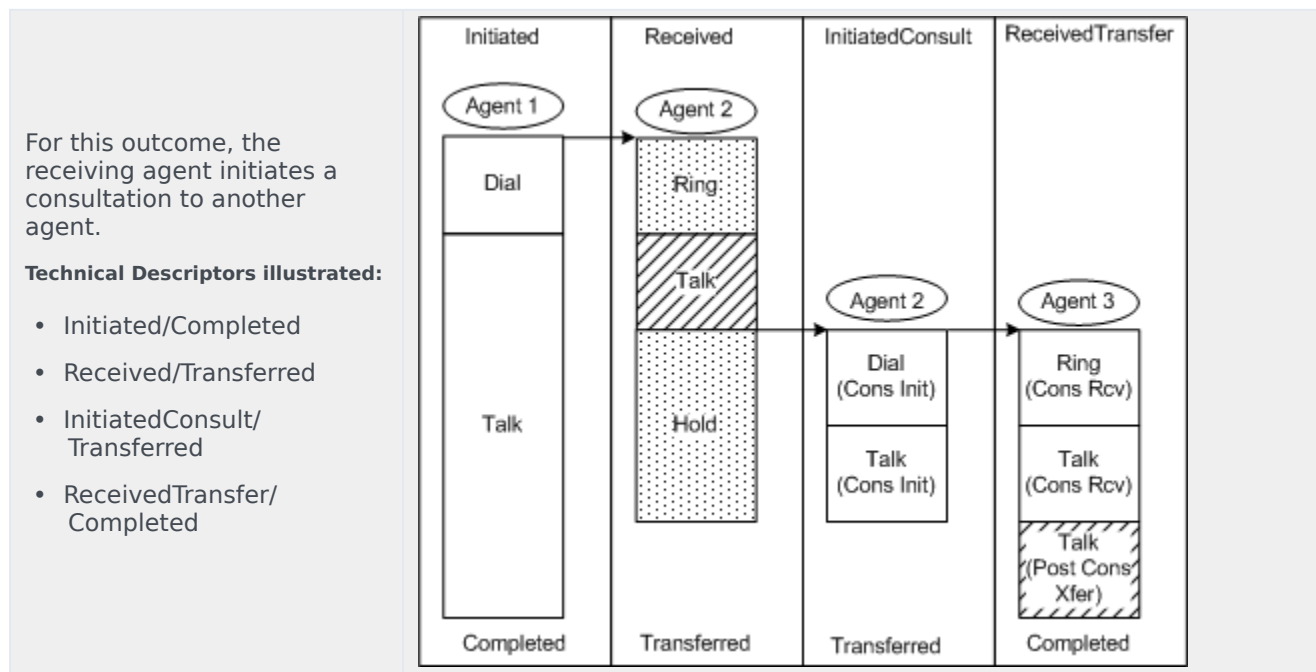 For this outcome, the
receiving agent initiates a
consultation to another
agent.
Technical Descriptors illustrated:
• Initiated/Completed
• Received/Transferred
• InitiatedConsult/
Transferred
• ReceivedTransfer/
Completed
Initiated
Received
InitiatedConsult
ReceivedTransfer
Agent 1
Agent 2
Dial
Ring
Talk
Agent 2
Agent 3
Dial
(Cons Init)
Ring
(Cons Rcv)
Talk
Hold
Talk
(Cons Init)
Talk
(Cons Rcv)
Talk
(Post Cons
Xfer)
Completed
Transferred
Transferred
Completed